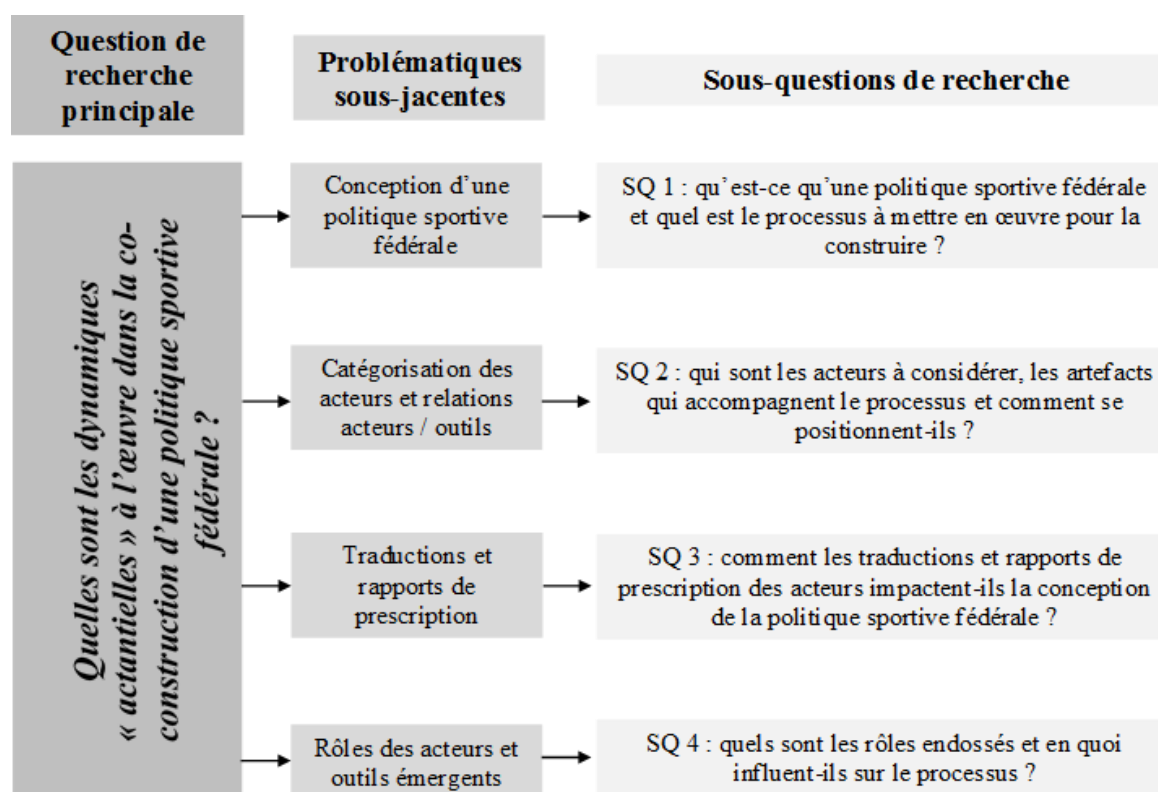 Question de
recherche
principale
Problématiques
sous-jacentes
Sous-questions de recherche
Quelles sont les dynamiques
« actantielles » à l'œuvre dans la co-
construction d'une politique sportive
fédérale ?
Conception d'une
politique sportive
fédérale
SQ 1 : qu'est-ce qu'une politique sportive fédérale
et quel est le processus à mettre en œuvre pour la
construire ?
Catégorisation des
acteurs et relations
acteurs / outils
SQ 2 : qui sont les acteurs à considérer, les artefacts
qui accompagnent le processus et comment se
positionnent-ils ?
Traductions et
rapports de
prescription
SQ 3 : comment les traductions et rapports de
prescription des acteurs impactent-ils la conception
de la politique sportive fédérale ?
Rôles des acteurs et
outils émergents
SQ 4 : quels sont les rôles endossés et en quoi
influent-ils sur le processus ?